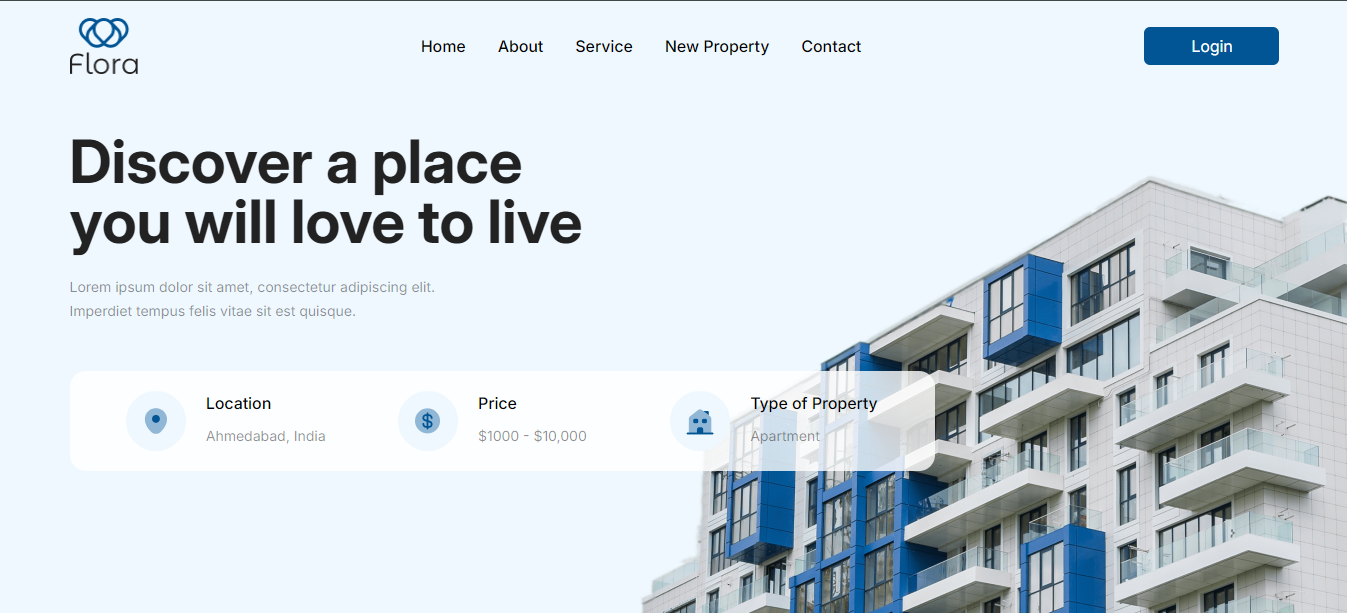 Flora
Home About Service New Property Contact
Login
Discover a place
you will love to live
Lorem ipsum dolor sit amet, consectetur adipiscing elit.
Imperdiet tempus felis vitae sit est quisque.
Location
Ahmedabad, India
Price
$1000 - $10,000
Type of Property
Apartment